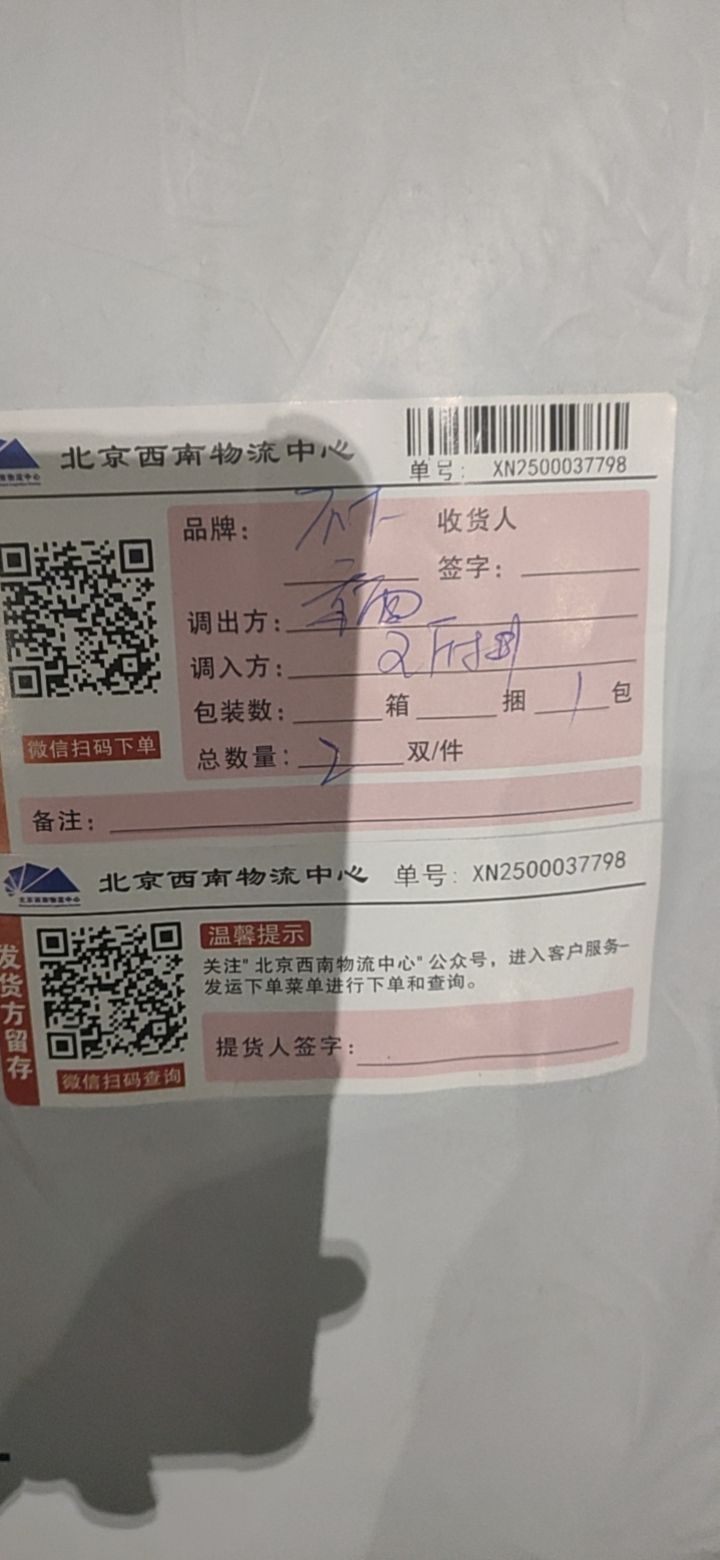 北京西南物流中心
单号: XN2500037798
品牌:
收货人
签字:
调出方:
调入方:
包装数: 箱 捆 1 包
总数量: 2 双/件
微信扫码下单
备注:
北京西南物流中心 单号: XN2500037798
发货方留存
温馨提示
关注"北京西南物流中心"公众号,进入客户服务-
发运下单菜单进行下单和查询。
提货人签字:
微信扫码查询